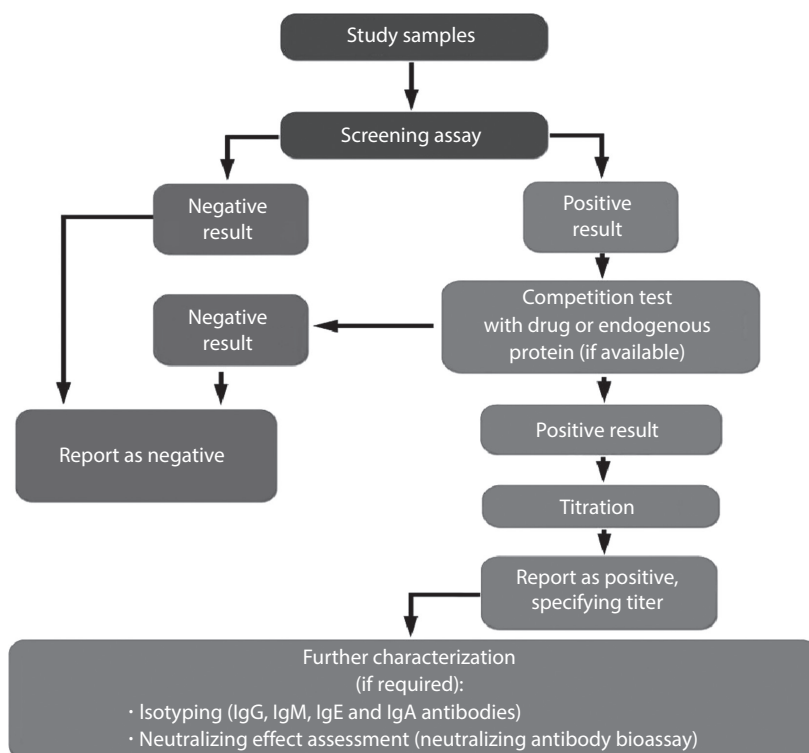 Study samples
Screening assay
Negative
result
Positive
result
Negative
result
Competition test
with drug or endogenous
protein (if available)
Report as negative
Positive result
Titration
Report as positive,
specifying titer
Further characterization
(if required):
· Isotyping (IgG, IgM, IgE and IgA antibodies)
· Neutralizing effect assessment (neutralizing antibody bioassay)